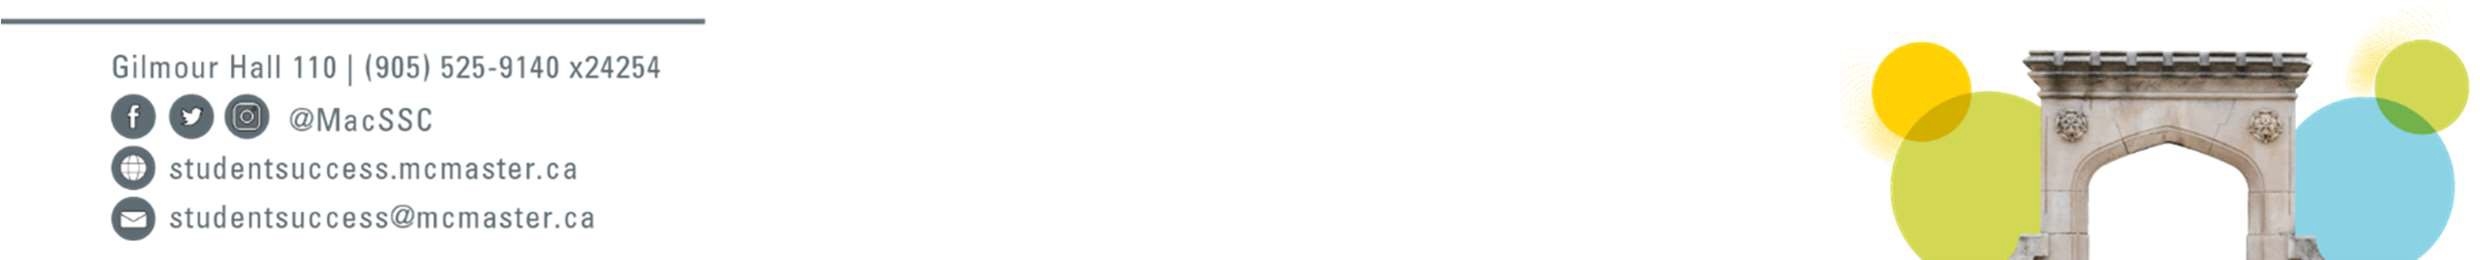 Gilmour Hall 110 | (905) 525-9140 x24254
@MacSSC
studentsuccess.mcmaster.ca
studentsuccess@mcmaster.ca